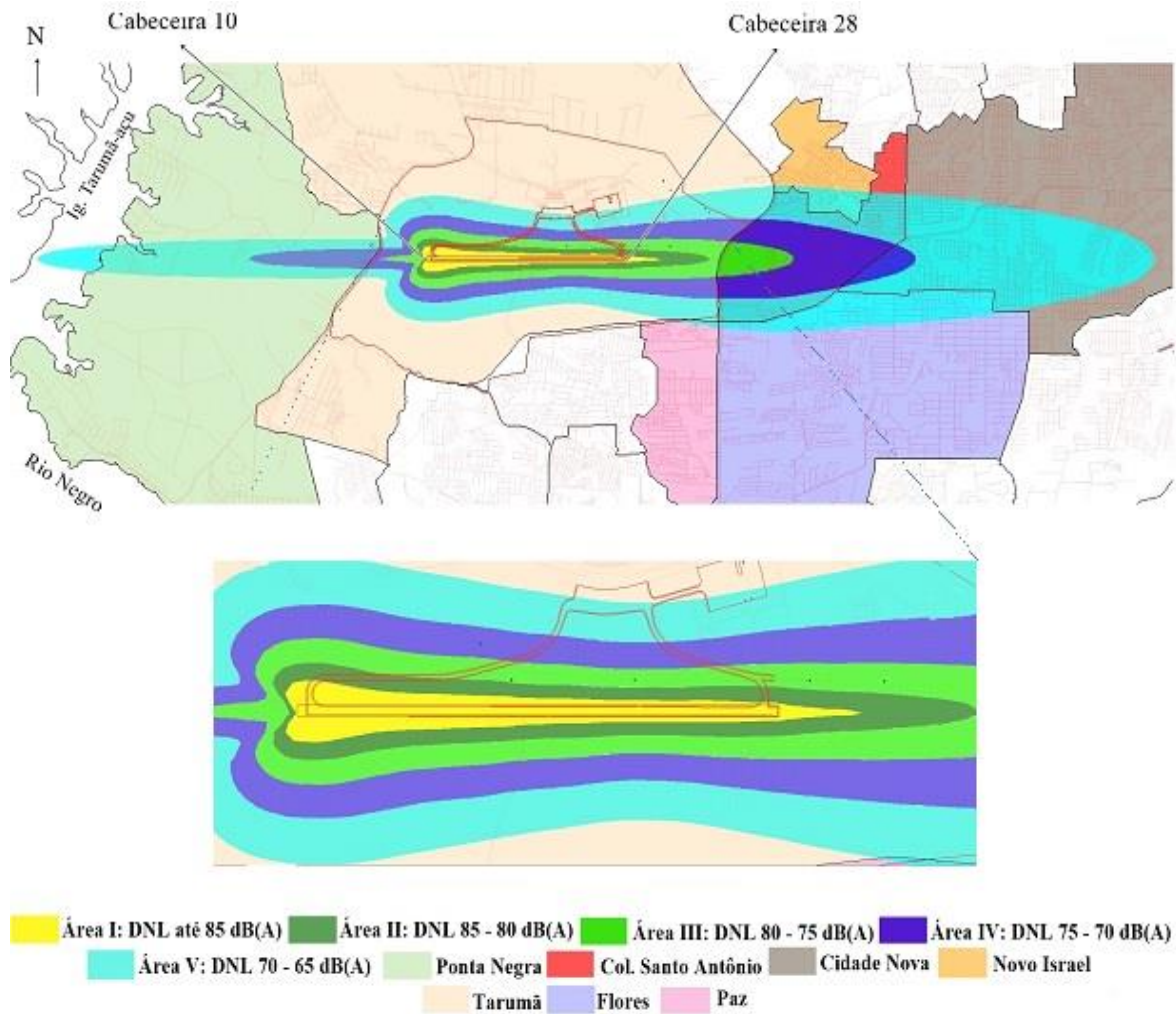 Cabeceira 10
Cabeceira 28
N
Ig. Tarumã-açu
Rio Negro
Área I: DNL até 85 dB(A)
Área II: DNL 85 - 80 dB(A)
Área III: DNL 80 - 75 dB(A)
Área IV: DNL 75 - 70 dB(A)
Área V: DNL 70 - 65 dB(A)
Ponta Negra
Col. Santo Antônio
Cidade Nova
Novo Israel
Tarumã
Flores
Paz